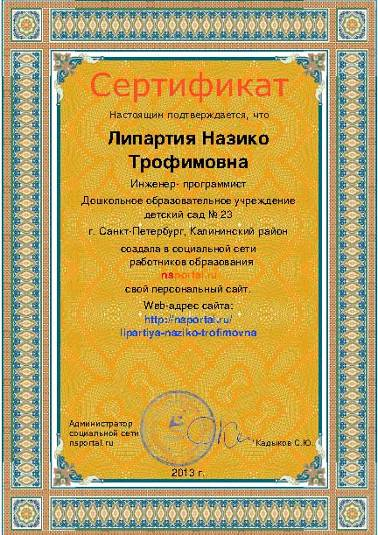 Сертификат
Настоящим подтверждается, что
Липартия Назико
Трофимовна
Инженер- программист
Дошкольное образовательное учреждение
детский сад № 23
г. Санкт-Петербург, Калининский район
создала в социальной сети
работников образования
nsportal.ru
свой персональный сайт.
Web-адрес сайта:
http://nsportal.ru/
lipartiya-naziko-trofimovna
Администратор
социальной сети
nsportal.ru
Кадыков С.Ю.
2013 г.